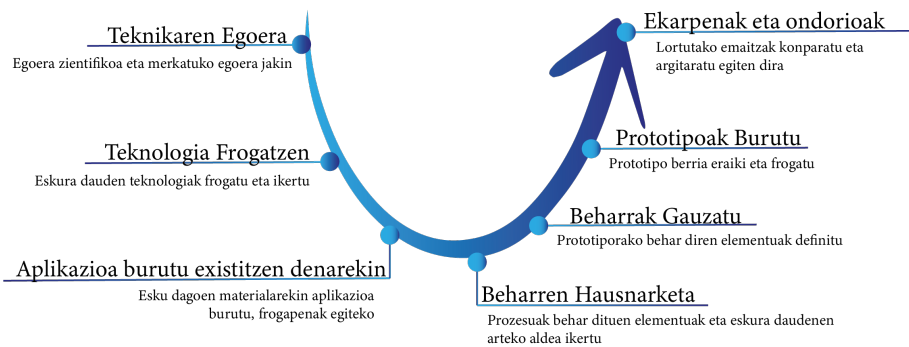 Teknikaren Egoera
Egoera zientifikoa eta merkatuko egoera jakin
Teknologia Frogatzen
Eskura dauden teknologiak frogatu eta ikertu
Aplikazioa burutu existitzen denarekin
Esku dagoen materialarekin aplikazioa
burutu, frogapenak egiteko
Beharren Hausnarketa
Prozesuak behar dituen elementuak eta eskura daudenen
arteko aldea ikertu
Beharrak Gauzatu
Prototiporako behar diren elementuak definitu
Prototipoak Burutu
Prototipo berria eraiki eta frogatu
Ekarpenak eta ondorioak
Lortutako emaitzak konparatu eta
argitaratu egiten dira